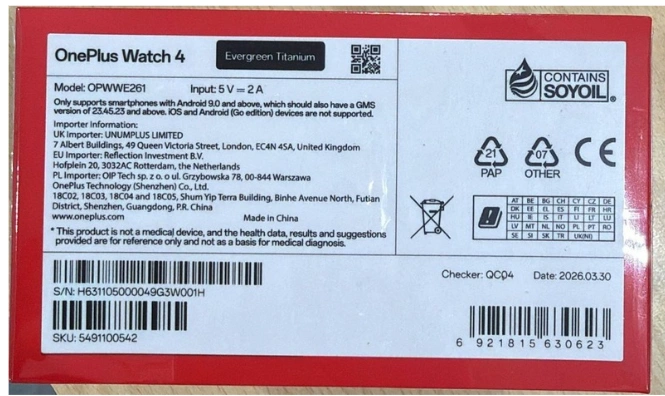 OnePlus Watch 4
Evergreen Titanium
Model: OPWWE261 Input: 5 V = 2 A
Only supports smartphones with Android 9.0 and above, which should also have a GMS
version of 23.45.23 and above. iOS and Android (Go edition) devices are not supported.
Importer Information:
UK Importer: UNUMPLUS LIMITED
7 Albert Buildings, 49 Queen Victoria Street, London, EC4N 4SA, United Kingdom
EU Importer: Reflection Investment B.V.
Hofplein 20, 3032AC Rotterdam, the Netherlands
PL Importer: OIP Tech sp. z o. o ul. Grzybowska 78, 00-844 Warszawa
OnePlus Technology (Shenzhen) Co., Ltd.
18C02, 18C03, 18C04 and 18C05, Shum Yip Terra Building, Binhe Avenue North, Futian
District, Shenzhen, Guangdong, P.R. China
www.oneplus.com Made in China
* This product is not a medical device, and the health data, results and suggestions
provided are for reference only and not as a basis for medical diagnosis.
CONTAINS
SOYOIL®
21
PAP
07
OTHER
CE
AT BE BG CH CY CZ DE
DK EE EL ES FI FR HR
HU IE IS IT LI LT LU
LV MT NL NO PL PT RO
SE SI SK TR UK(NI)
S/N: H631105000049G3W001H
SKU: 5491100542
Checker: QC04 Date: 2026.03.30
6 921815 630623